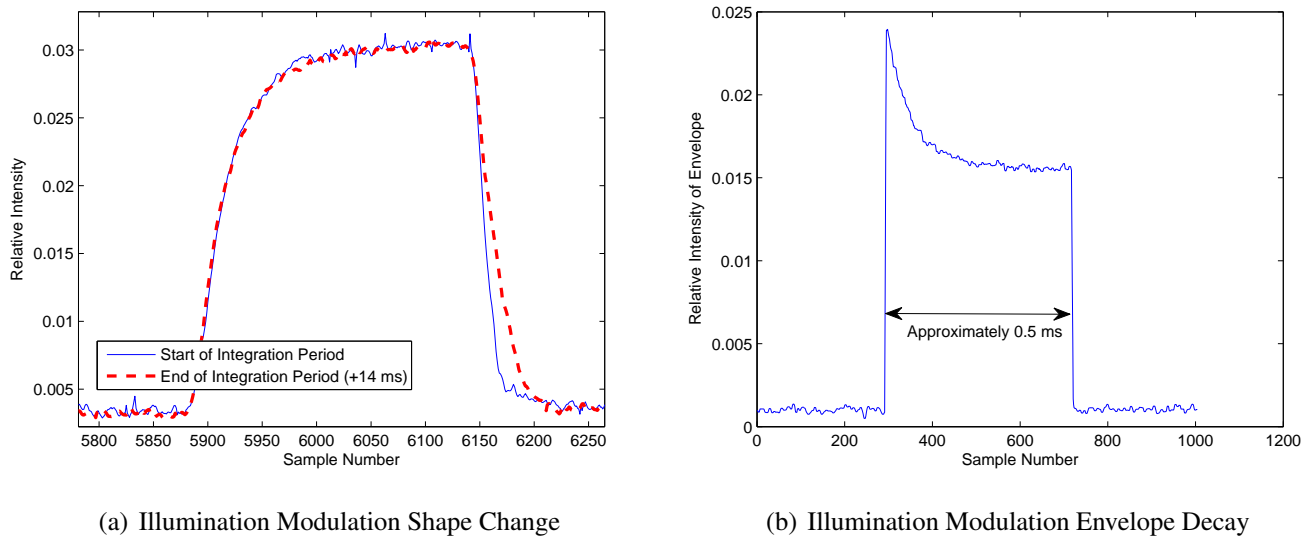 0.03
0.025
0.02
0.015
0.01
0.005
Relative Intensity
Start of Integration Period
End of Integration Period (+14 ms)
5800 5850 5900 5950 6000 6050 6100 6150 6200 6250
Sample Number
(a) Illumination Modulation Shape Change
0.025
0.02
0.015
0.01
0.005
0
Relative Intensity of Envelope
Approximately 0.5 ms
0 200 400 600 800 1000 1200
Sample Number
(b) Illumination Modulation Envelope Decay